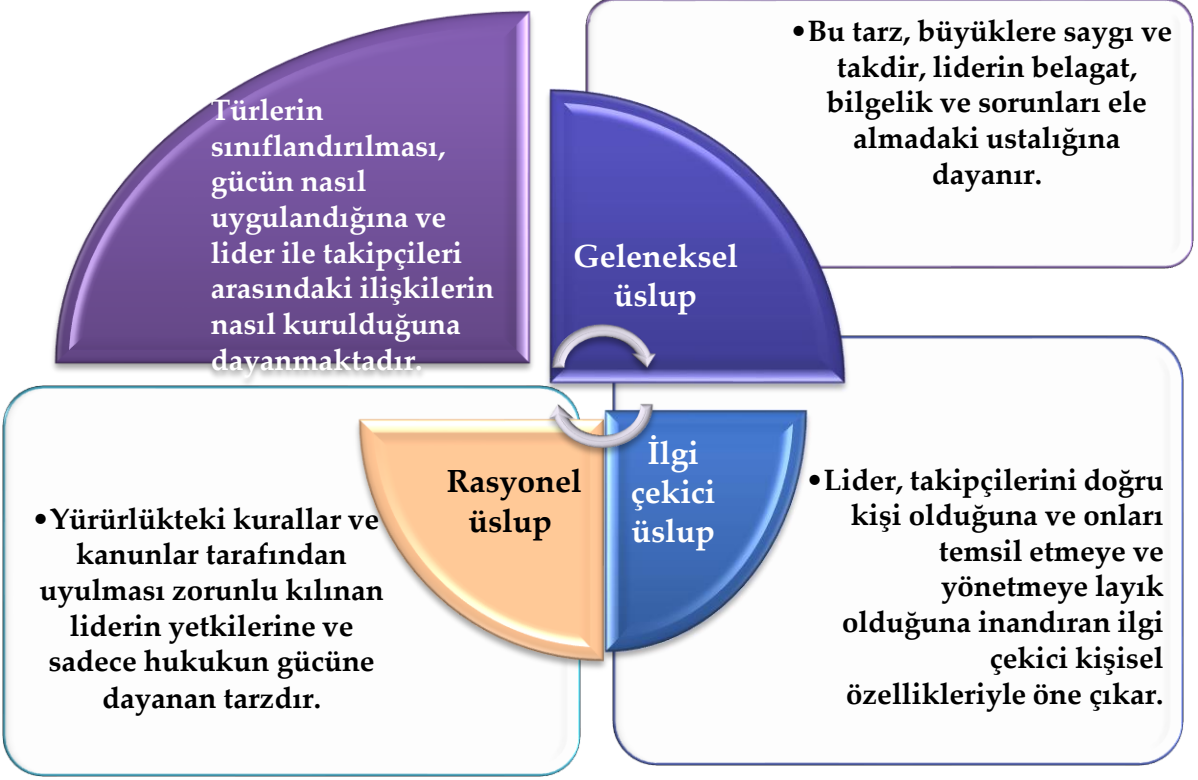 Türlerin
sınıflandırılması,
gücün nasıl
uygulandığına ve
lider ile takipçileri
arasındaki ilişkilerin
nasıl kurulduğuna
dayanmaktadır.
Geleneksel
üslup
•Bu tarz, büyüklere saygı ve
takdir, liderin belagat,
bilgelik ve sorunları ele
almadaki ustalığına
dayanır.
İlgi
çekici
üslup
•Lider, takipçilerini doğru
kişi olduğuna ve onları
temsil etmeye ve
yönetmeye layık
olduğuna inandıran ilgi
çekici kişisel
özellikleriyle öne çıkar.
Rasyonel
üslup
•Yürürlükteki kurallar ve
kanunlar tarafından
uyulması zorunlu kılınan
liderin yetkilerine ve
sadece hukukun gücüne
dayanan tarzdır.